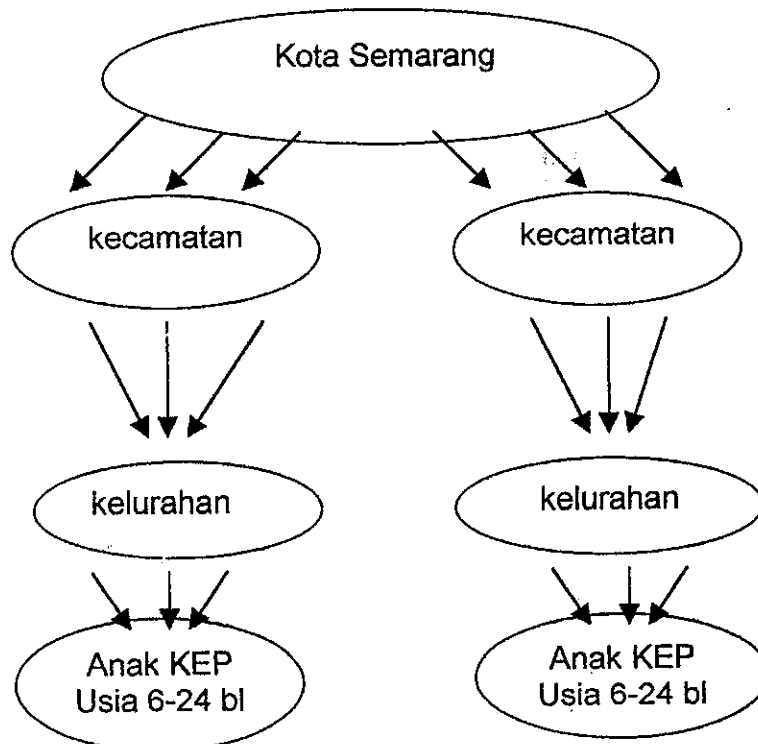 Kota Semarang
kecamatan
kecamatan
kelurahan
kelurahan
Anak KEP
Usia 6-24 bl
Anak KEP
Usia 6-24 bl